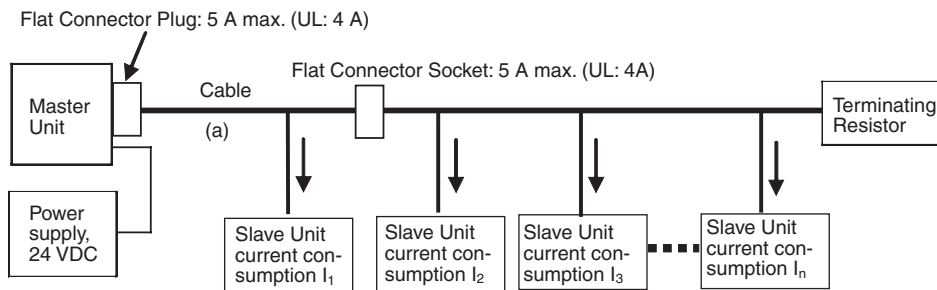 Flat Connector Plug: 5 A max. (UL: 4 A)
Flat Connector Socket: 5 A max. (UL: 4A)
Master
Unit
Cable
(a)
Terminating
Resistor
Power
supply,
24 VDC
Slave Unit
current con-
sumption I1
Slave Unit
current con-
sumption I2
Slave Unit
current con-
sumption I3
Slave Unit
current con-
sumption In